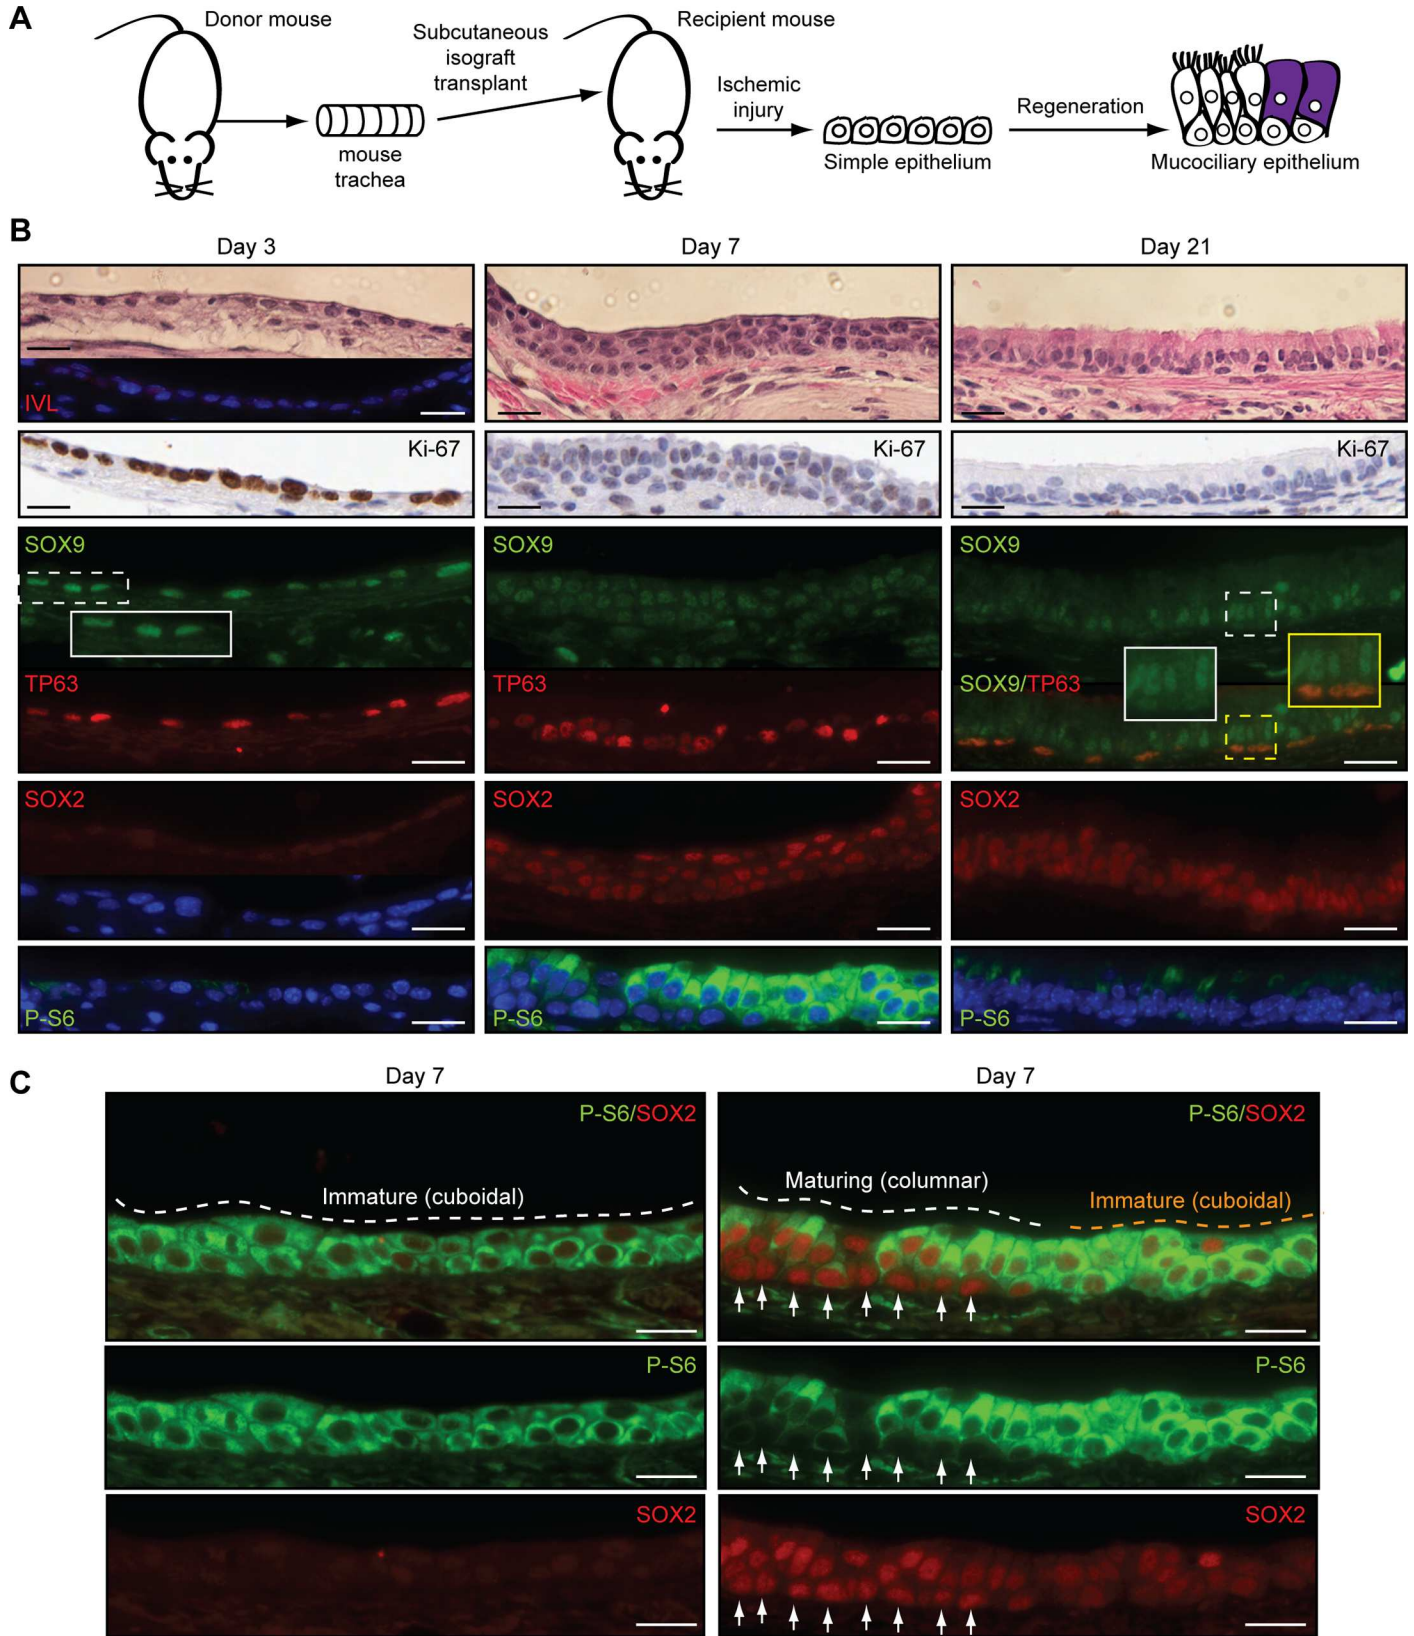 A
Donor mouse
Subcutaneous
isograft
transplant
Recipient mouse
mouse
trachea
Ischemic
injury
Simple epithelium
Regeneration
Mucociliary epithelium
B
Day 3
Day 7
Day 21
IVL
Ki-67
Ki-67
SOX9
SOX9
TP63
TP63
SOX9/TP63
SOX2
SOX2
SOX2
P-S6
P-S6
P-S6
C
Day 7
Day 7
P-S6/SOX2
Immature (cuboidal)
P-S6/SOX2
Maturing (columnar)
Immature (cuboidal)
P-S6
P-S6
SOX2
SOX2